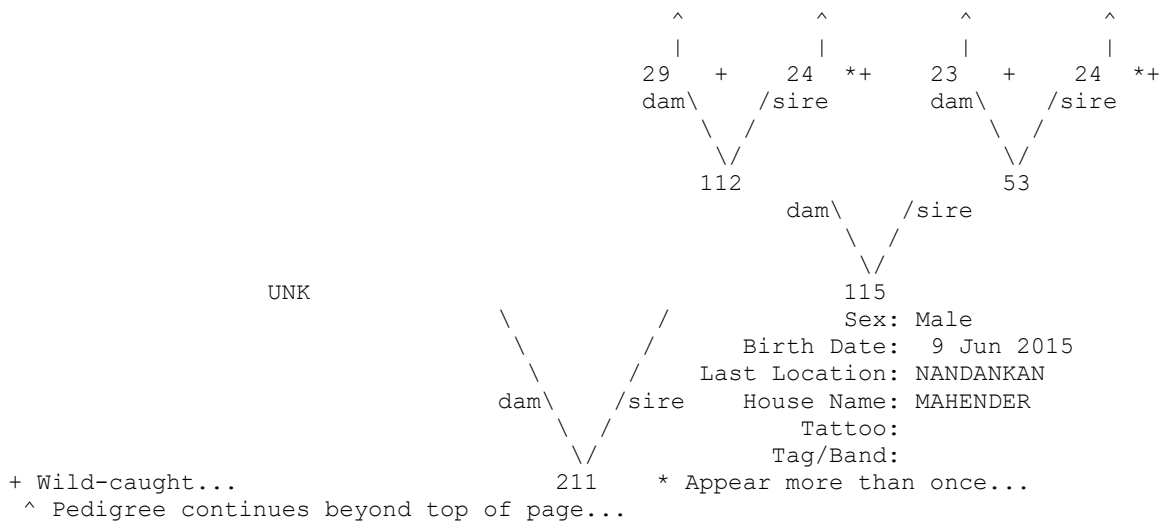 ^ ^ ^ ^
| | | |
29 + 24 *+ 23 + 24 *+
dam\ /sire dam\ /sire
\ / \ /
\/ \/
112 53
dam\ /sire
\ /
\/
UNK 115
\ / Sex: Male
\ / Birth Date: 9 Jun 2015
\ / Last Location: NANDANKAN
dam\ /sire House Name: MAHENDER
\ / Tattoo:
\/ Tag/Band:
+ Wild-caught... 211 * Appear more than once...
^ Pedigree continues beyond top of page...